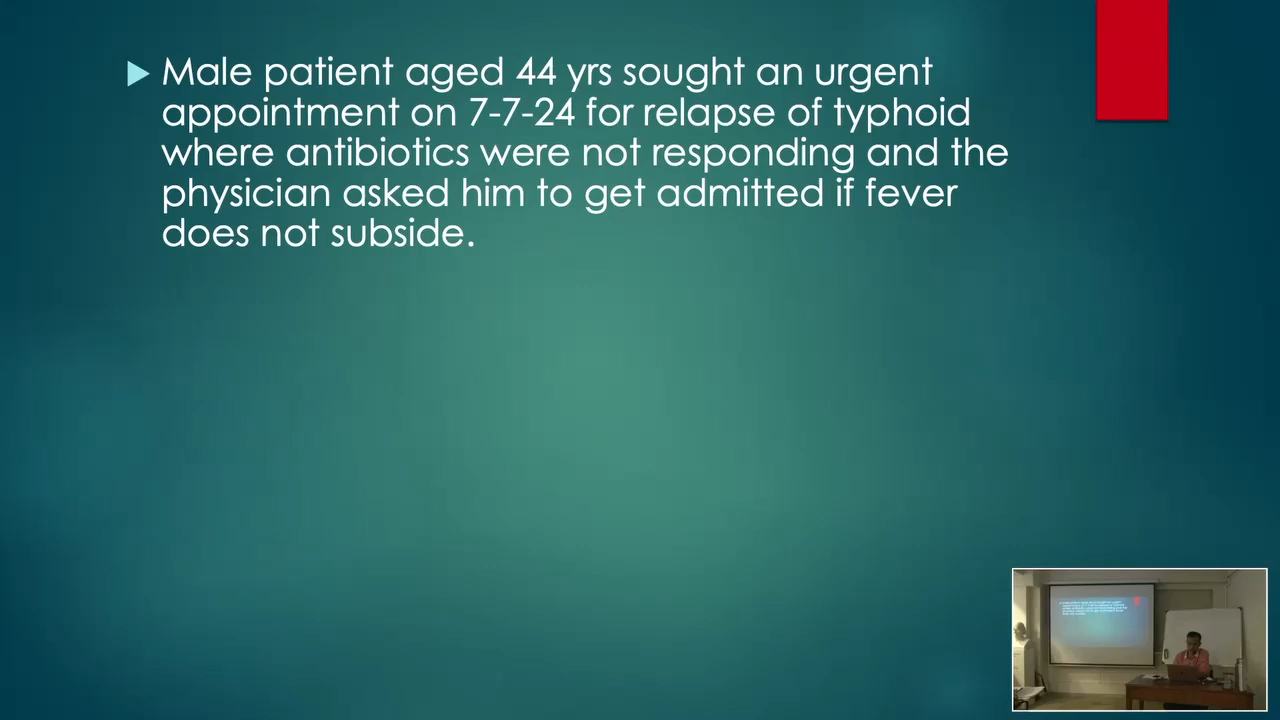 Male patient aged 44 yrs sought an urgent
appointment on 7-7-24 for relapse of typhoid
where antibiotics were not responding and the
physician asked him to get admitted if fever
does not subside.